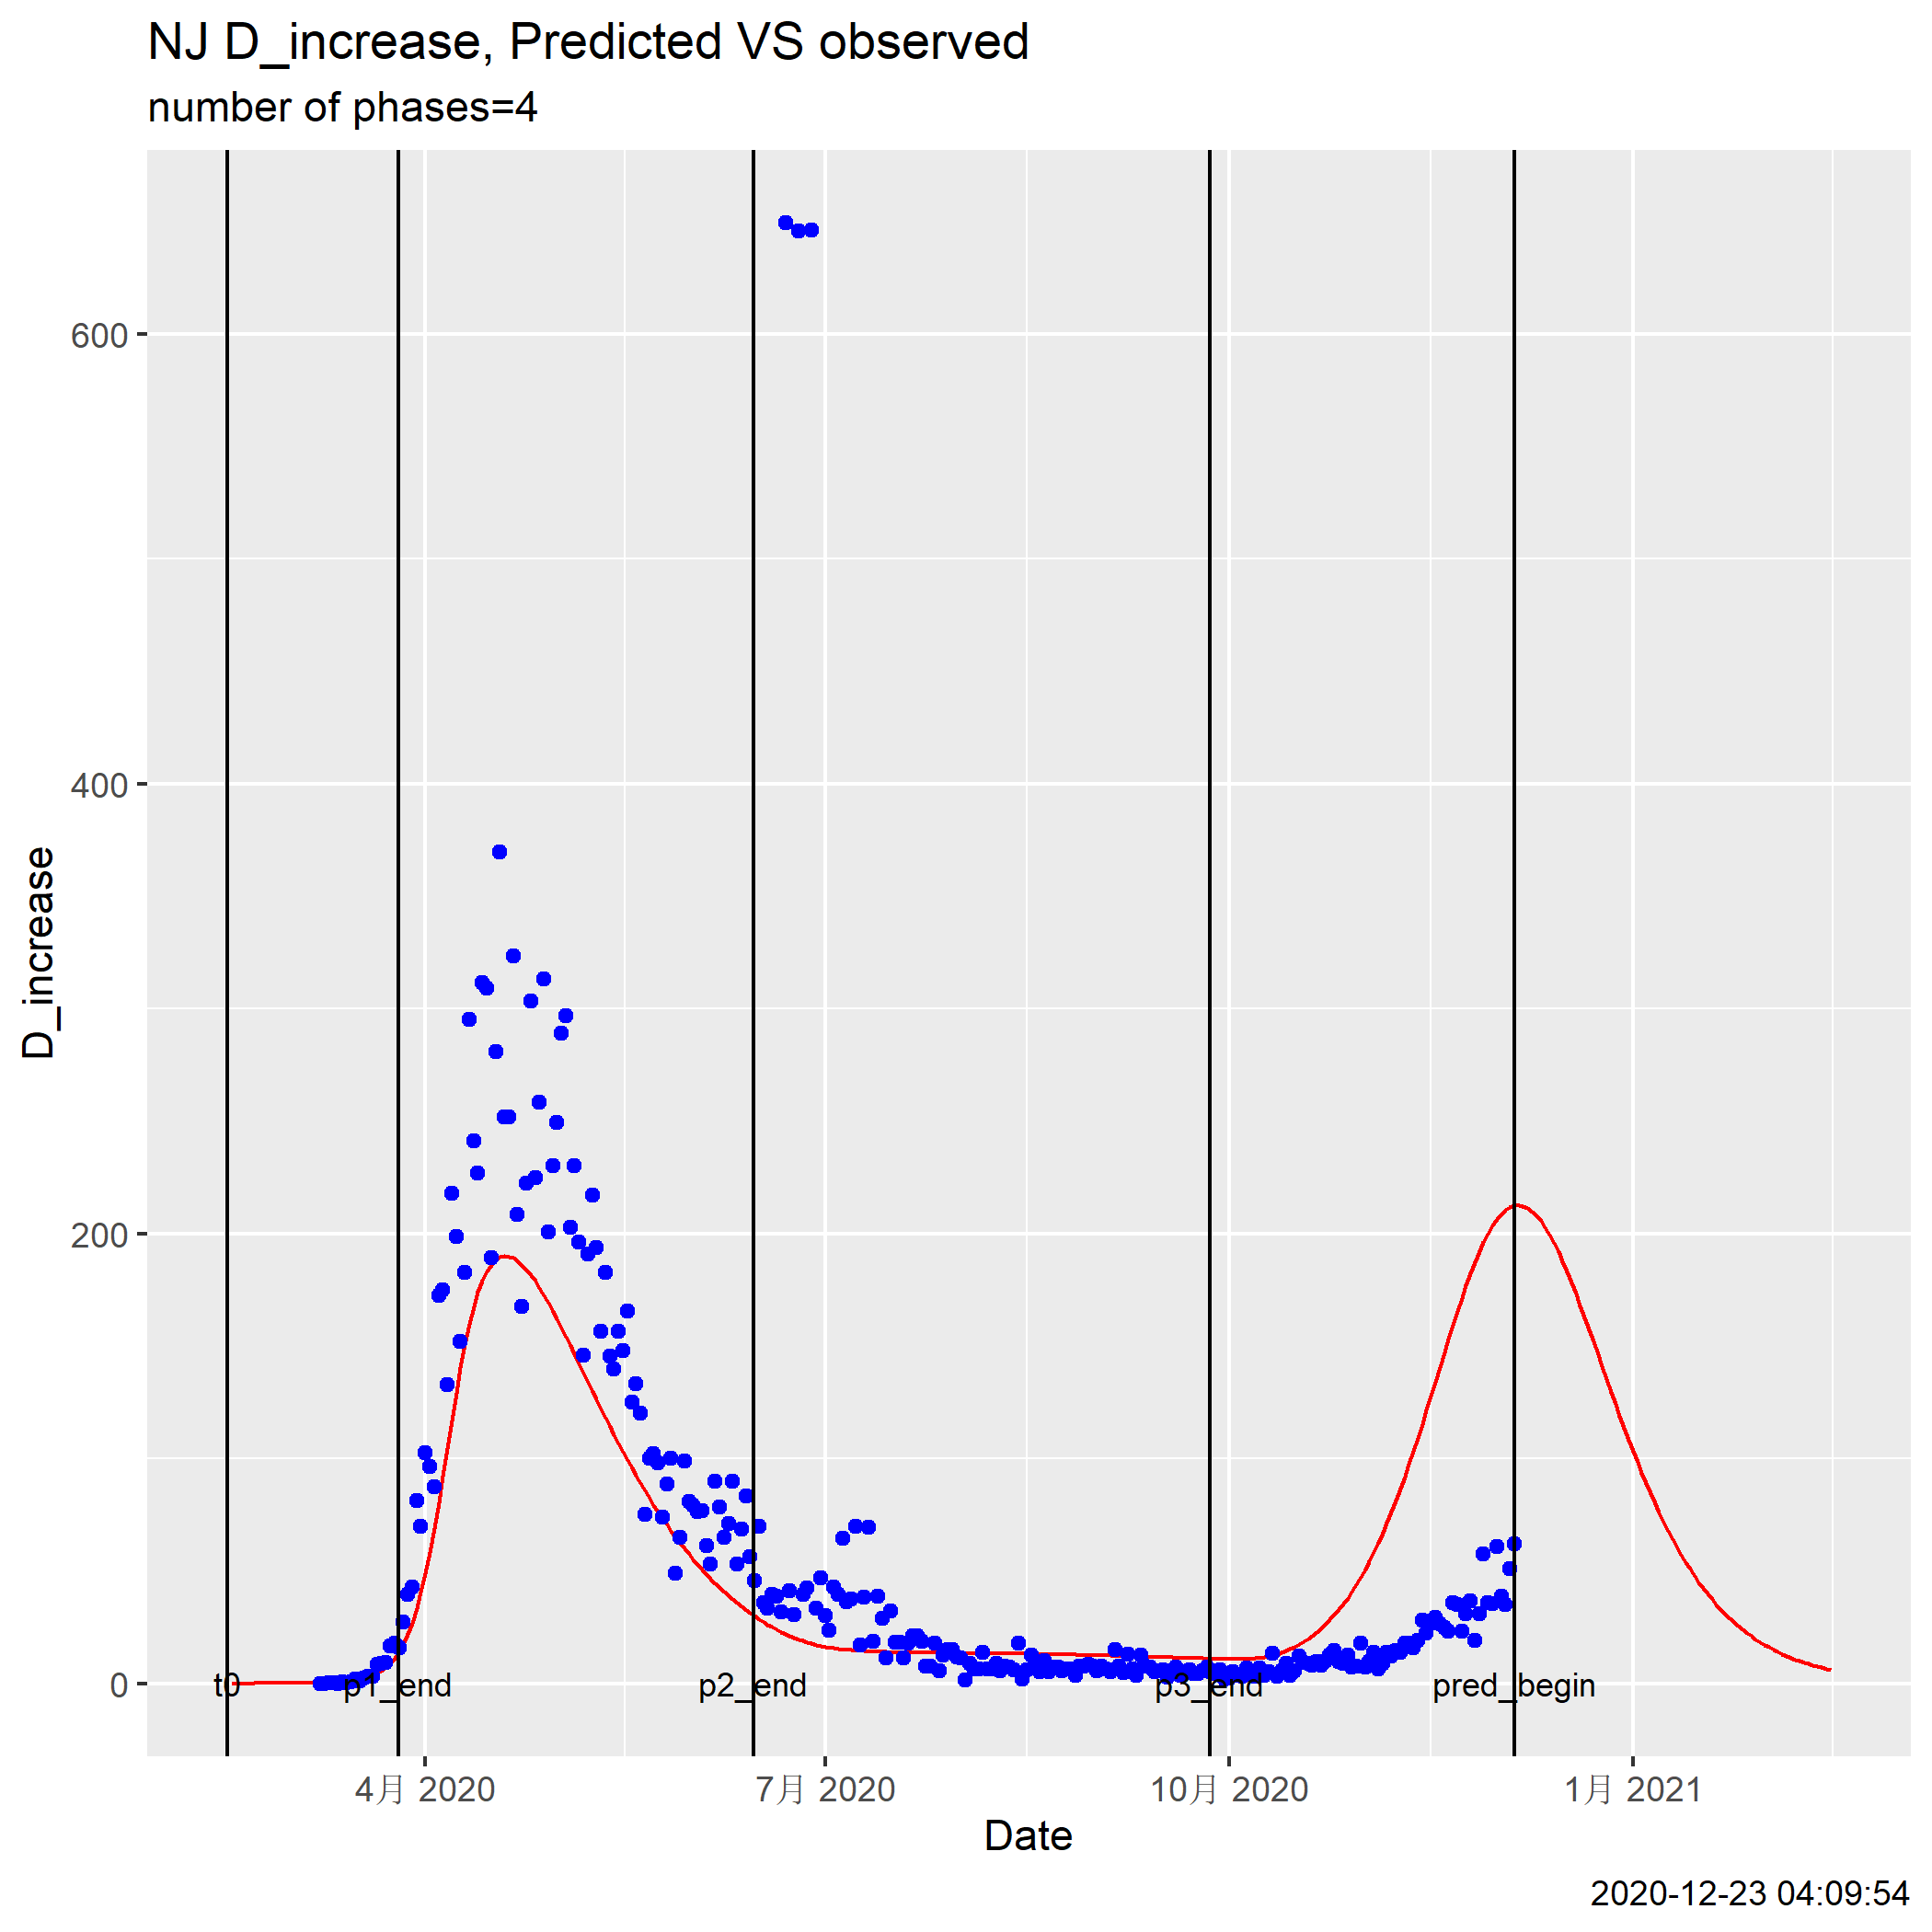 NJ D_increase, Predicted VS observed
number of phases=4
600
400
200
0
D_increase
t0
p1_end
p2_end
p3_end
pred_begin
4月 2020
7月 2020
10月 2020
1月 2021
Date
2020-12-23 04:09:54